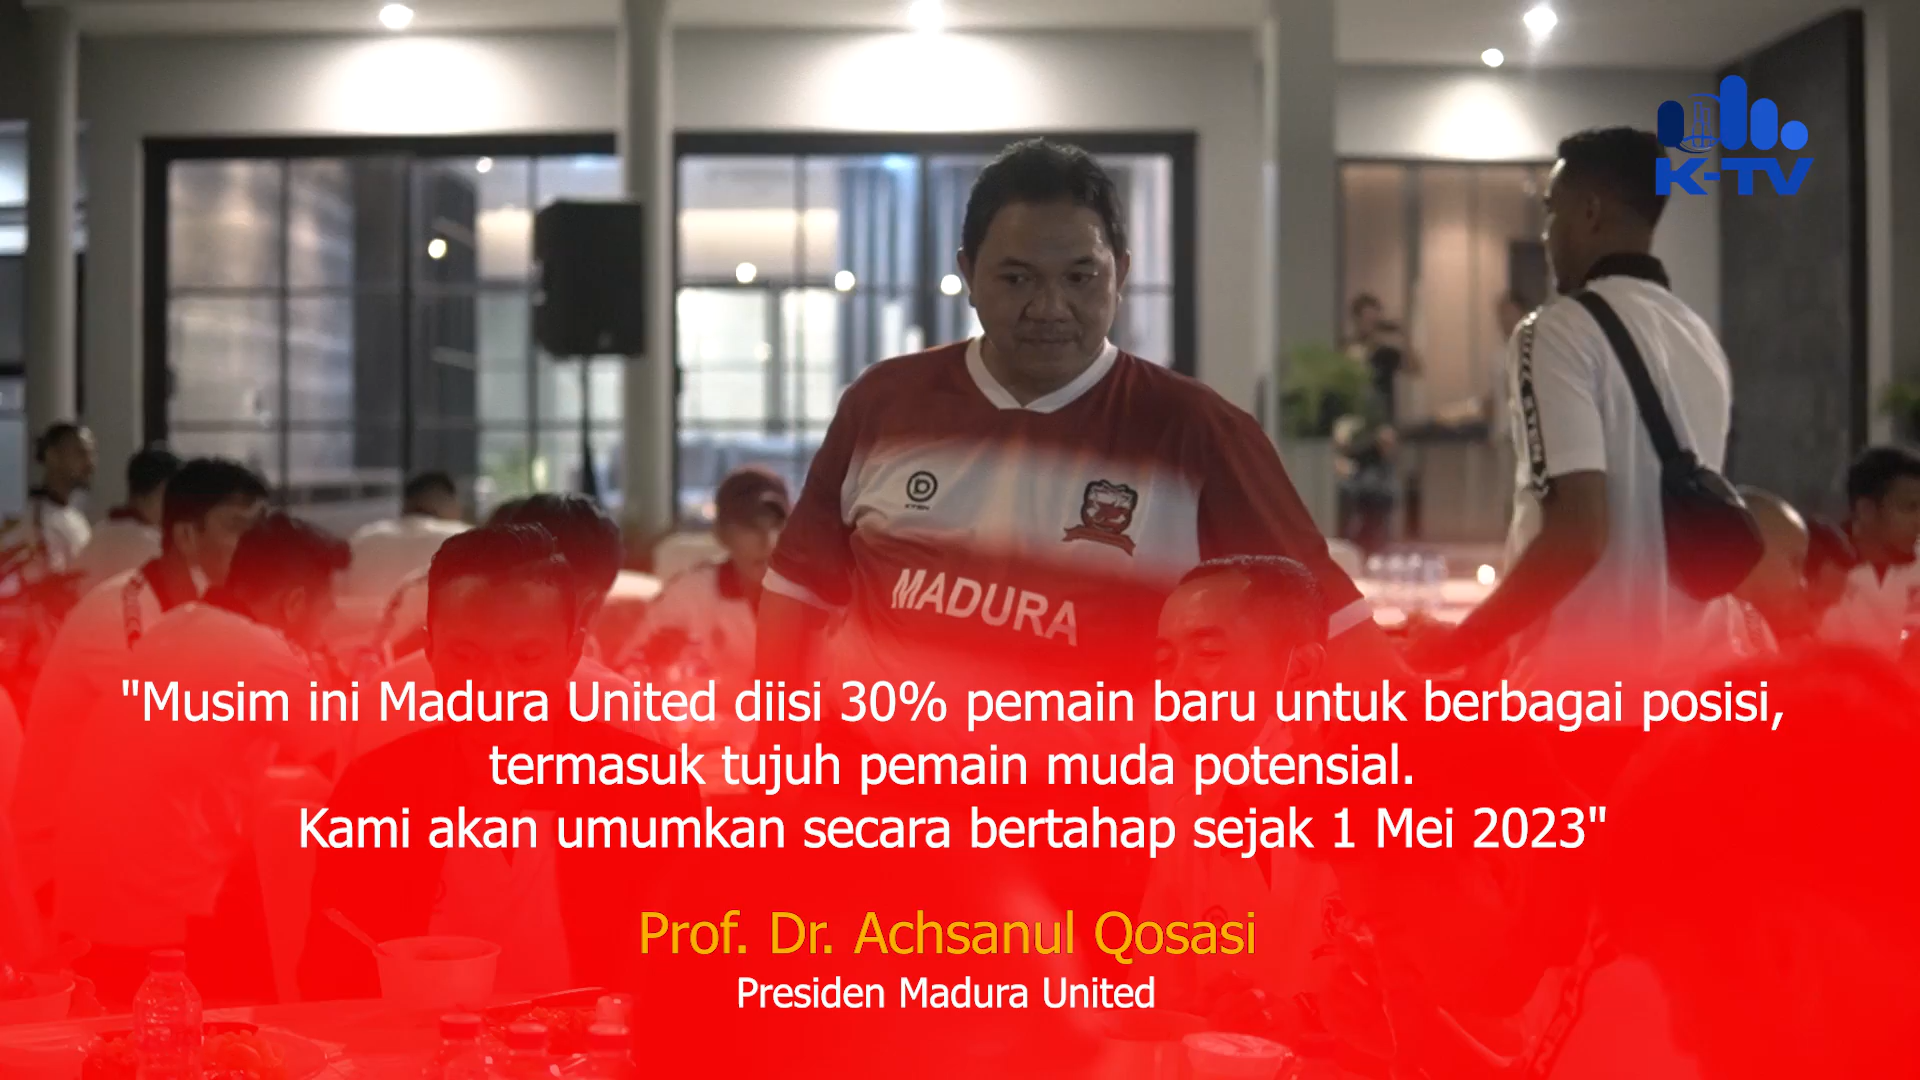 K-TV
KYEN
MADURA
"Musim ini Madura United diisi 30% pemain baru untuk berbagai posisi,
termasuk tujuh pemain muda potensial.
Kami akan umumkan secara bertahap sejak 1 Mei 2023"
Prof. Dr. Achsanul Qosasi
Presiden Madura United